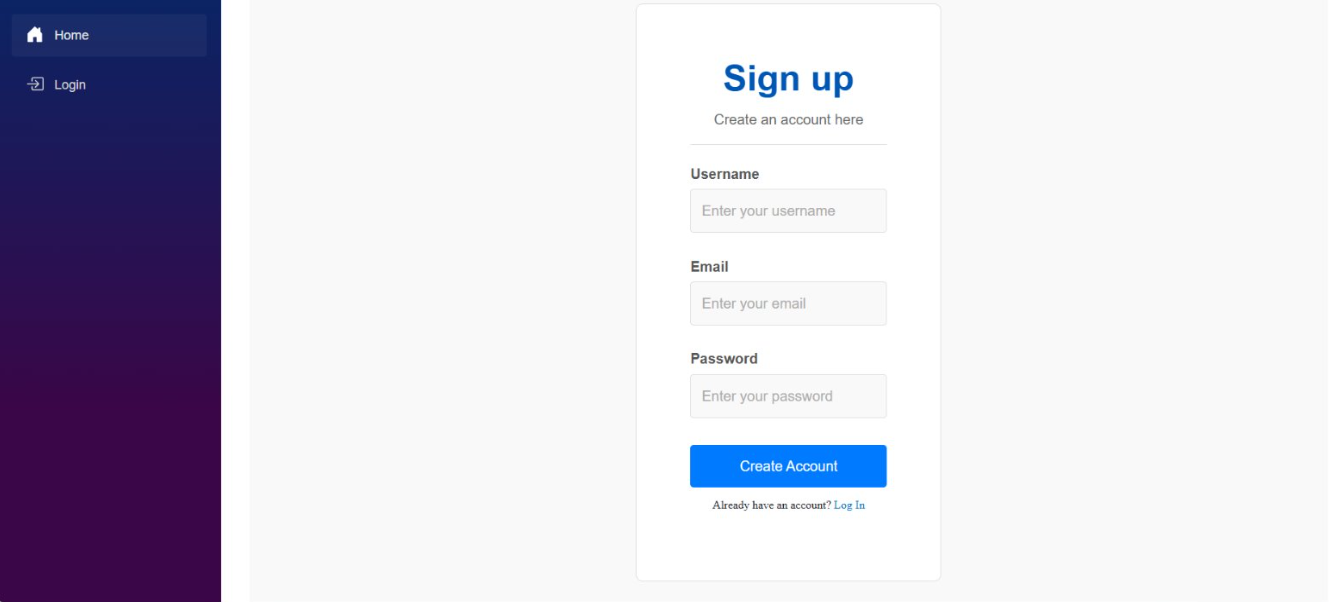 Home
Login
Sign up
Create an account here
Username
Enter your username
Email
Enter your email
Password
Enter your password
Create Account
Already have an account? Log In